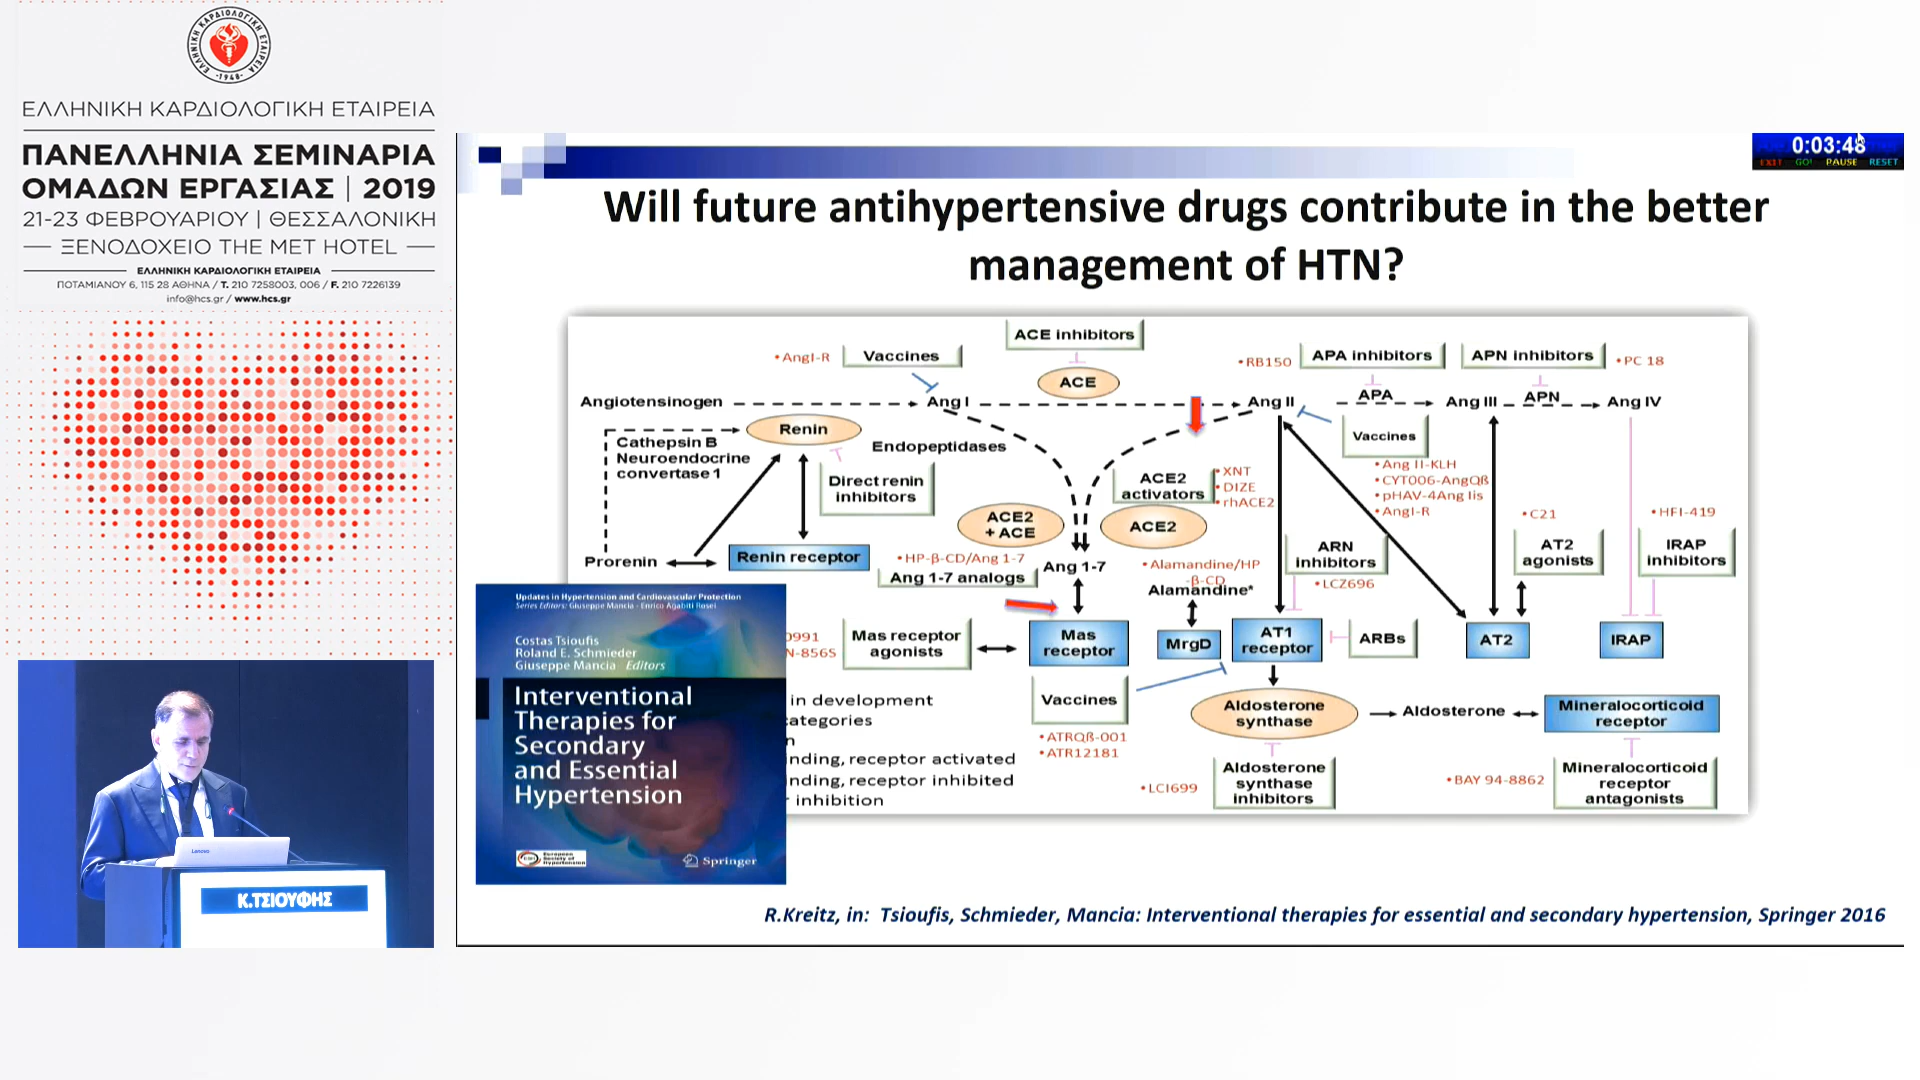 ΕΛΛΗΝΙΚΗ ΚΑΡΔΙΟΛΟΓΙΚΗ ΕΤΑΙΡΕΙΑ
-1948-
ΕΛΛΗΝΙΚΗ ΚΑΡΔΙΟΛΟΓΙΚΗ ΕΤΑΙΡΕΙΑ
ΠΑΝΕΛΛΗΝΙΑ ΣΕΜΙΝΑΡΙΑ
ΟΜΑΔΩΝ ΕΡΓΑΣΙΑΣ | 2019
21-23 ΦΕΒΡΟΥΑΡΙΟΥ | ΘΕΣΣΑΛΟΝΙΚΗ
ΞΕΝΟΔΟΧΕΙΟ THE MET HOTEL
ΕΛΛΗΝΙΚΗ ΚΑΡΔΙΟΛΟΓΙΚΗ ΕΤΑΙΡΕΙΑ
ΠΟΤΑΜΙΑΝΟΥ 6, 115 28 ΑΘΗΝΑ / T. 210 7258003, 006 / F. 210 7226139
info@hcs.gr / www.hcs.gr
Lenovo
Κ.ΤΣΙΟΥΦΗΣ
0:03:48
EXIT GO! PAUSE RESET
Will future antihypertensive drugs contribute in the better
management of HTN?
ACE inhibitors
•AngI-R
Vaccines
•RB150
APA inhibitors
APN inhibitors
•PC 18
ACE
Angiotensinogen
Ang I
Ang II
APA
Ang III
APN
Ang IV
Renin
Cathepsin B
Neuroendocrine
convertase 1
Endopeptidases
Vaccines
•Ang II-KLH
•CYT006-AngQß
•pHAV-4Ang IIs
•AngI-R
Direct renin
inhibitors
ACE2
activators
•XNT
•DIZE
•rhACE2
ACE2
+ ACE
ACE2
•C21
•HFI-419
Prorenin
Renin receptor
•HP-β-CD/Ang 1-7
Ang 1-7 analogs
Ang 1-7
•Alamandine/HP
-β-CD
Alamandine*
ARN
inhibitors
•LCZ696
AT2
agonists
IRAP
inhibitors
0991
N-8565
Mas receptor
agonists
Mas
receptor
MrgD
AT1
receptor
ARBs
AT2
IRAP
Vaccines
•ATRQß-001
•ATR12181
Aldosterone
synthase
Aldosterone
Mineralocorticoid
receptor
•LCI699
Aldosterone
synthase
inhibitors
•BAY 94-8862
Mineralocorticoid
receptor
antagonists
in development
categories
n
nding, receptor activated
nding, receptor inhibited
r inhibition
Updates in Hypertension and Cardiovascular Protection
Series Editors: Giuseppe Mancia · Enrico Agabiti Rosei
Costas Tsioufis
Roland E. Schmieder
Giuseppe Mancia Editors
Interventional
Therapies for
Secondary
and Essential
Hypertension
European
Society of
Hypertension
Springer
R.Kreitz, in: Tsioufis, Schmieder, Mancia: Interventional therapies for essential and secondary hypertension, Springer 2016